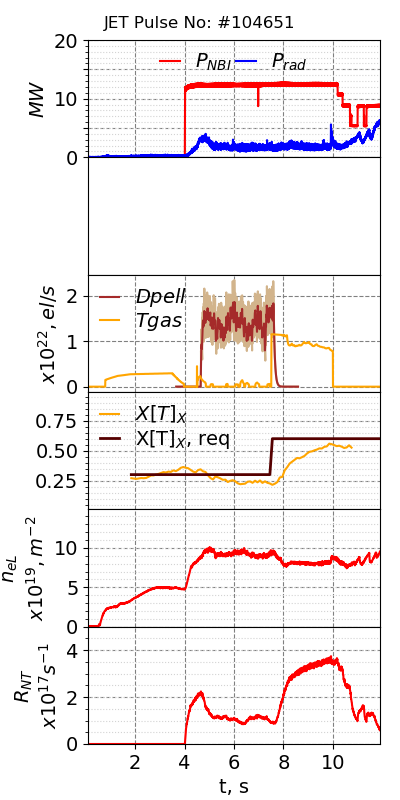 JET Pulse No: #104651
20
P_NBI P_rad
MW
10
0
2
Dpell
Tgas
x10^22, el/s
1
0
0.75
X[T]_X
X[T]_X, req
0.50
0.25
10
n_eL
x10^19, m^−2
5
0
4
R_NT
x10^17 s^−1
2
0
2 4 6 8 10
t, s